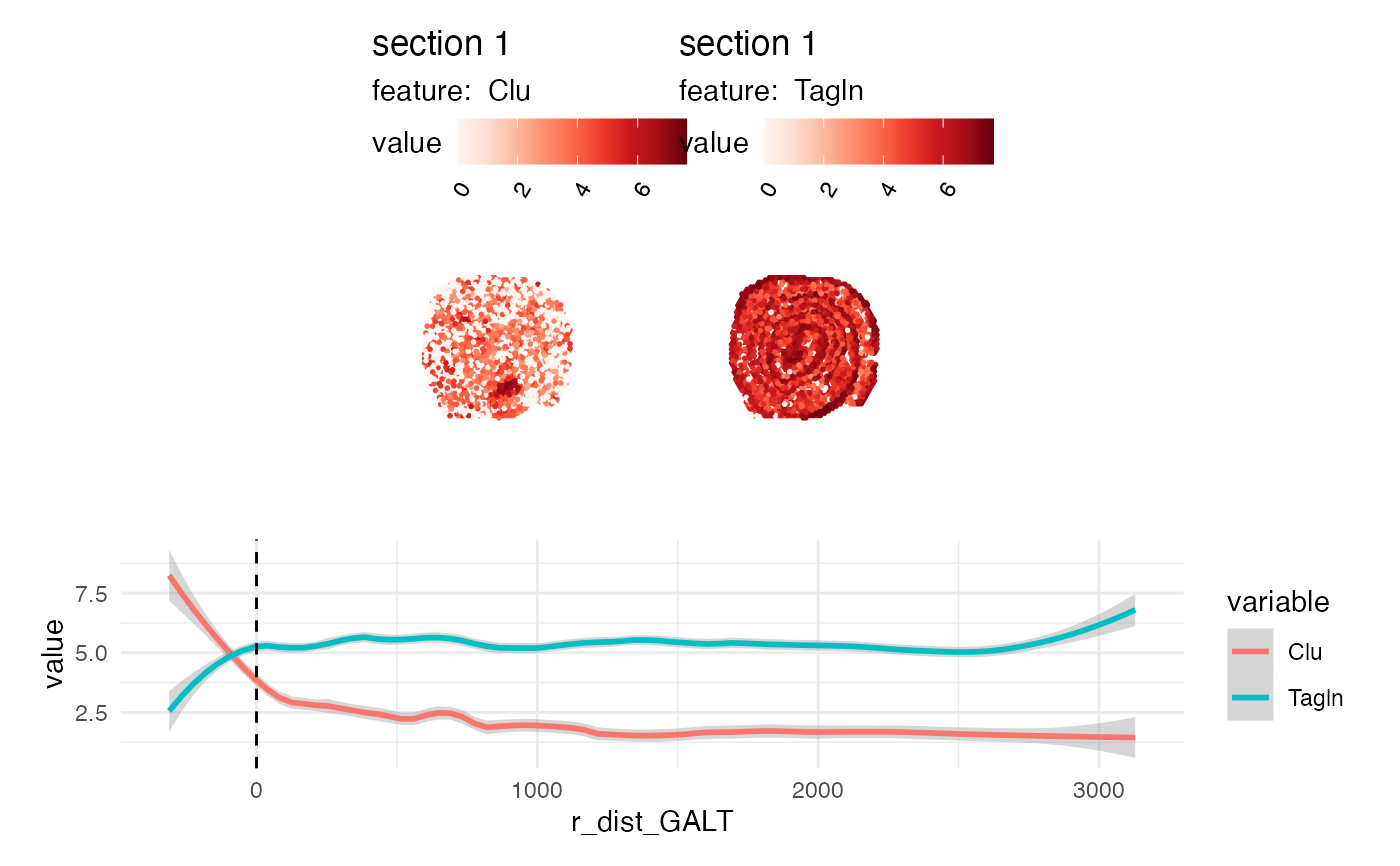 section 1
feature:  Clu
value
0 2 4 6
section 1
feature:  Tagln
value
0 2 4 6
value
7.5
5.0
2.5
0 1000 2000 3000
r_dist_GALT
variable
Clu
Tagln